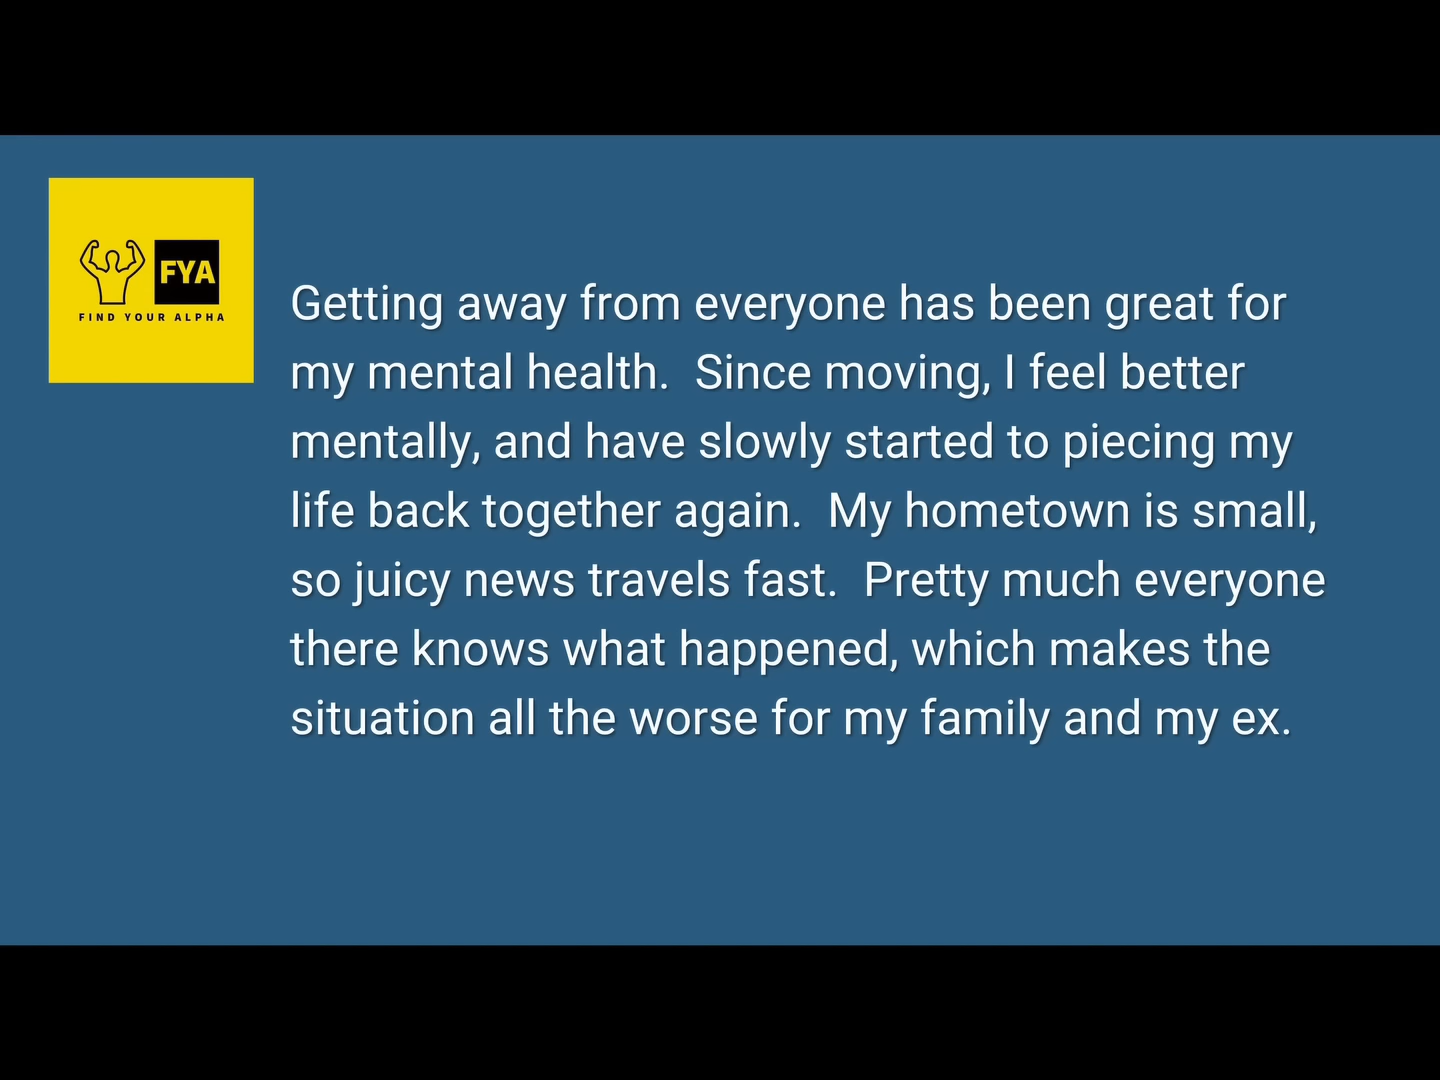 FYA
FIND YOUR ALPHA
Getting away from everyone has been great for
my mental health.  Since moving, I feel better
mentally, and have slowly started to piecing my
life back together again.  My hometown is small,
so juicy news travels fast.  Pretty much everyone
there knows what happened, which makes the
situation all the worse for my family and my ex.